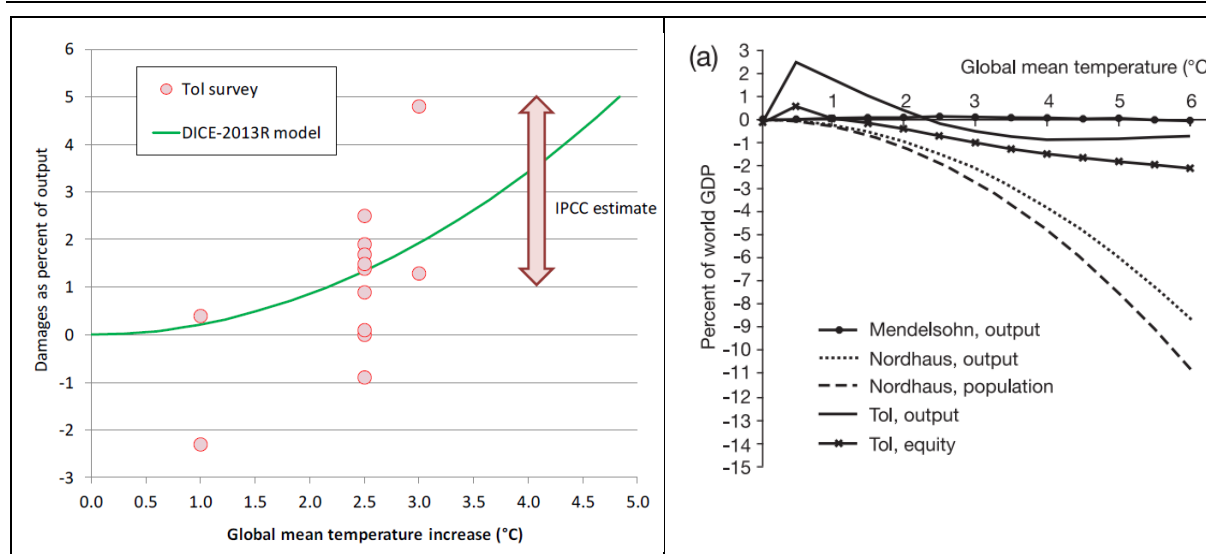 6
5
4
3
2
1
0
-1
-2
-3
Damages as percent of output
Tol survey
DICE-2013R model
IPCC estimate
0.0 0.5 1.0 1.5 2.0 2.5 3.0 3.5 4.0 4.5 5.0
Global mean temperature increase (°C)
(a)
3
2
1
0
-1
-2
-3
-4
-5
-6
-7
-8
-9
-10
-11
-12
-13
-14
-15
Percent of world GDP
Global mean temperature (°C
1 2 3 4 5 6
Mendelsohn, output
Nordhaus, output
Nordhaus, population
Tol, output
Tol, equity